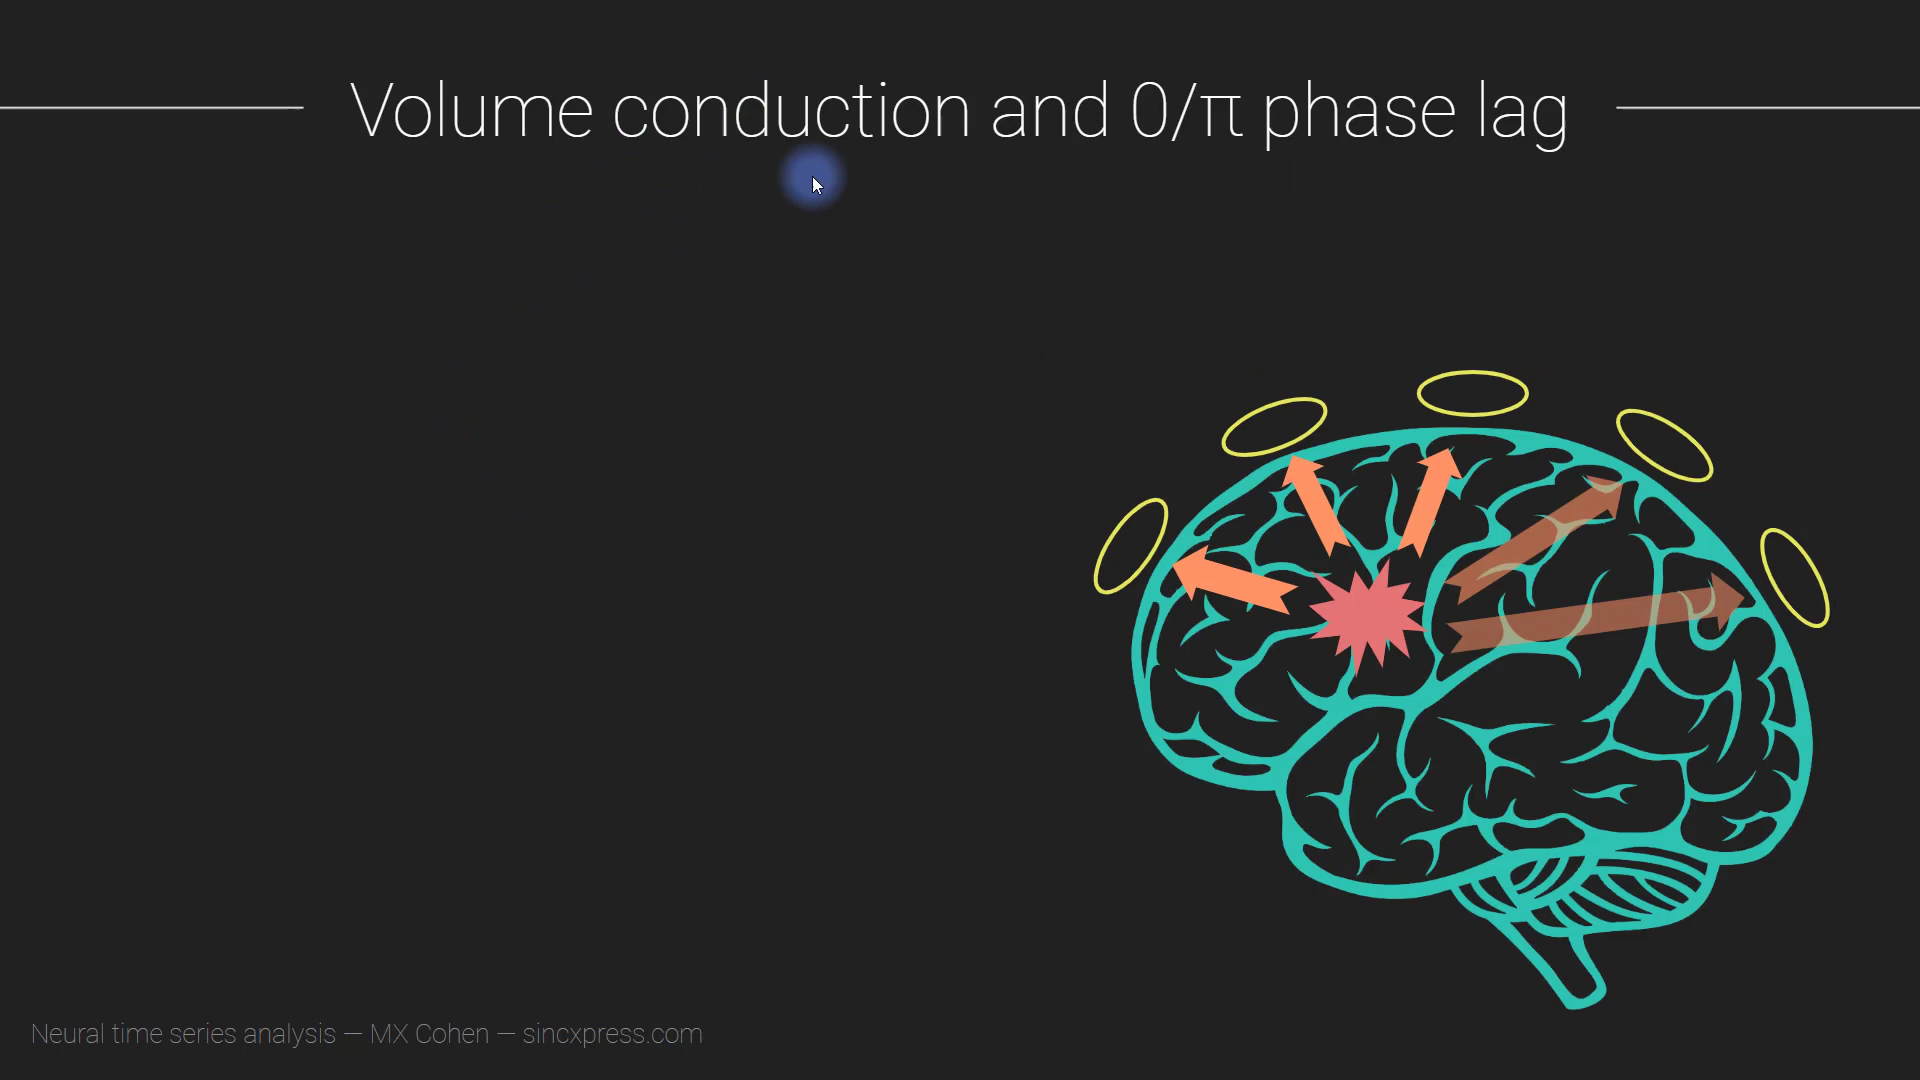 Volume conduction and 0/π phase lag
Neural time series analysis — MX Cohen — sincxpress.com